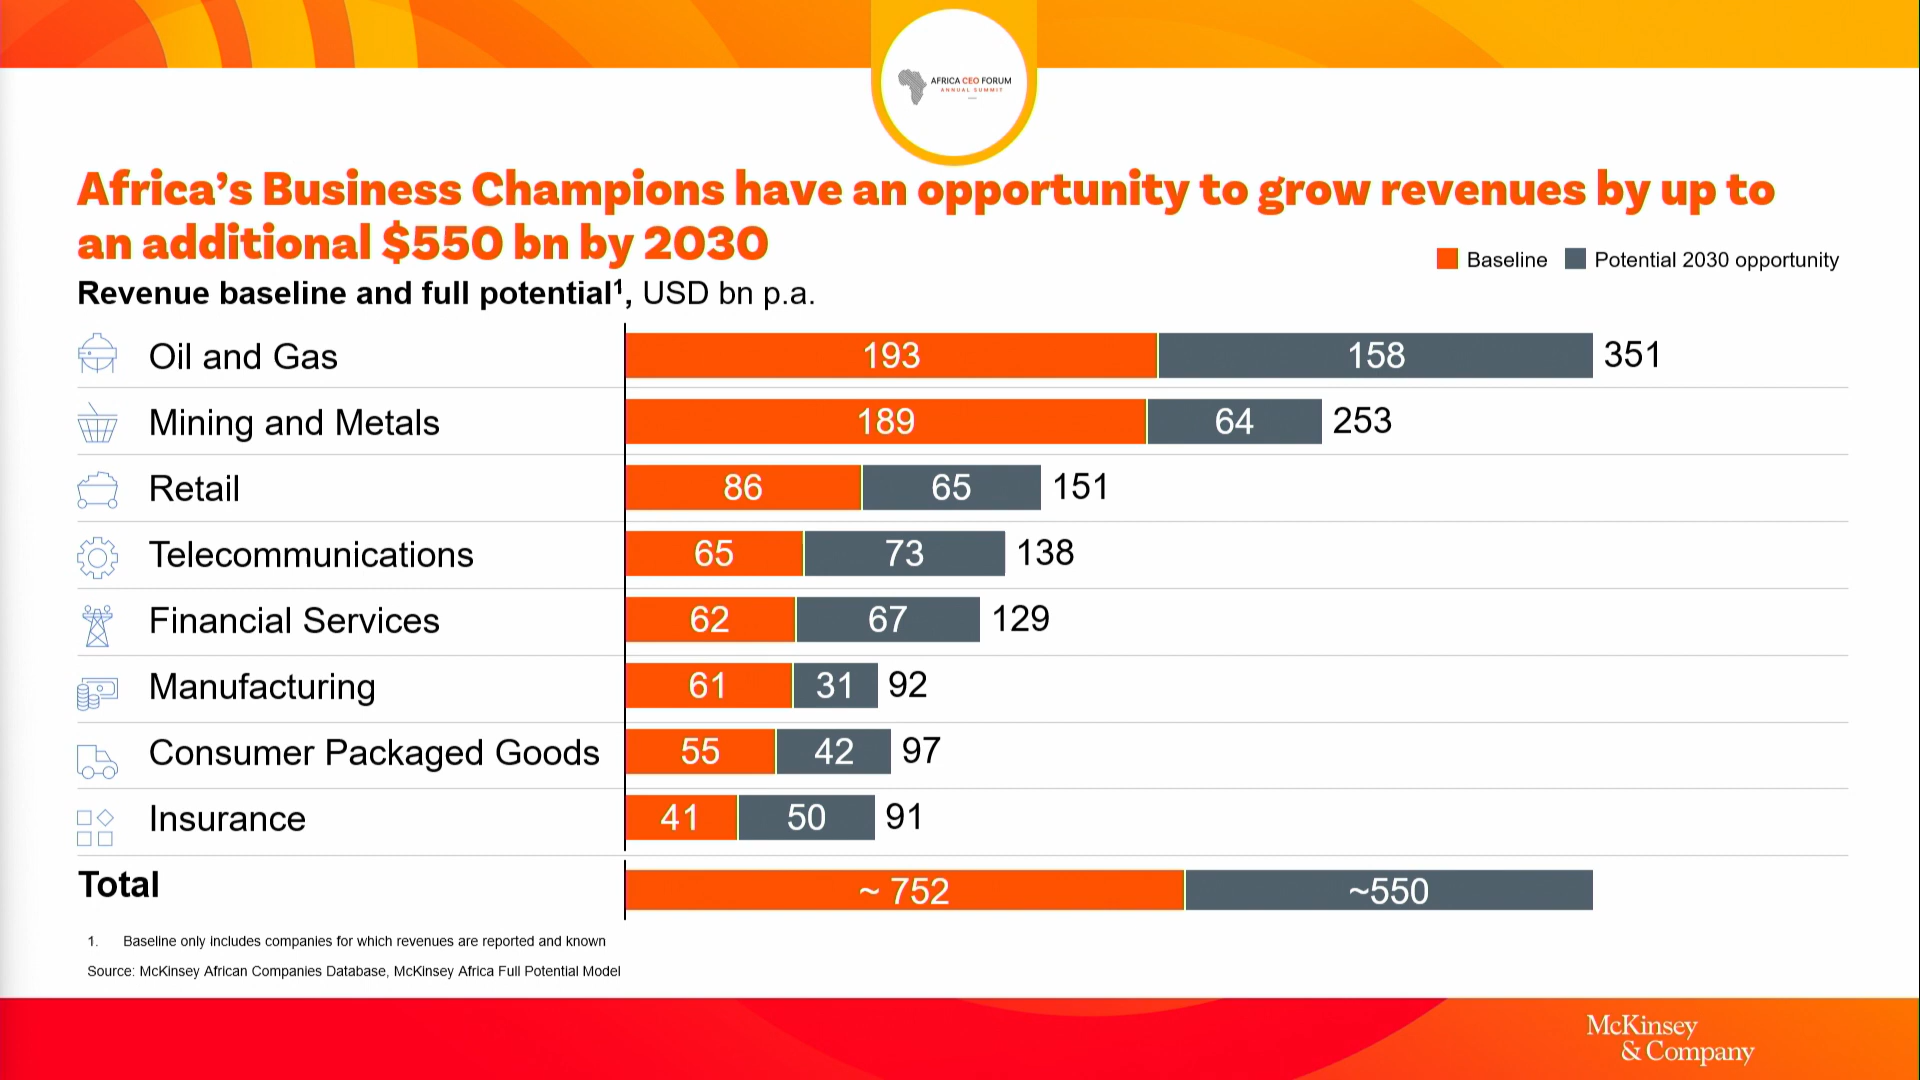 AFRICA CEO FORUM
ANNUAL SUMMIT
Africa’s Business Champions have an opportunity to grow revenues by up to
an additional $550 bn by 2030
Baseline Potential 2030 opportunity
Revenue baseline and full potential¹, USD bn p.a.
Oil and Gas 193 158 351
Mining and Metals 189 64 253
Retail 86 65 151
Telecommunications 65 73 138
Financial Services 62 67 129
Manufacturing 61 31 92
Consumer Packaged Goods 55 42 97
Insurance 41 50 91
Total ~ 752 ~550
1. Baseline only includes companies for which revenues are reported and known
Source: McKinsey African Companies Database, McKinsey Africa Full Potential Model
McKinsey
& Company